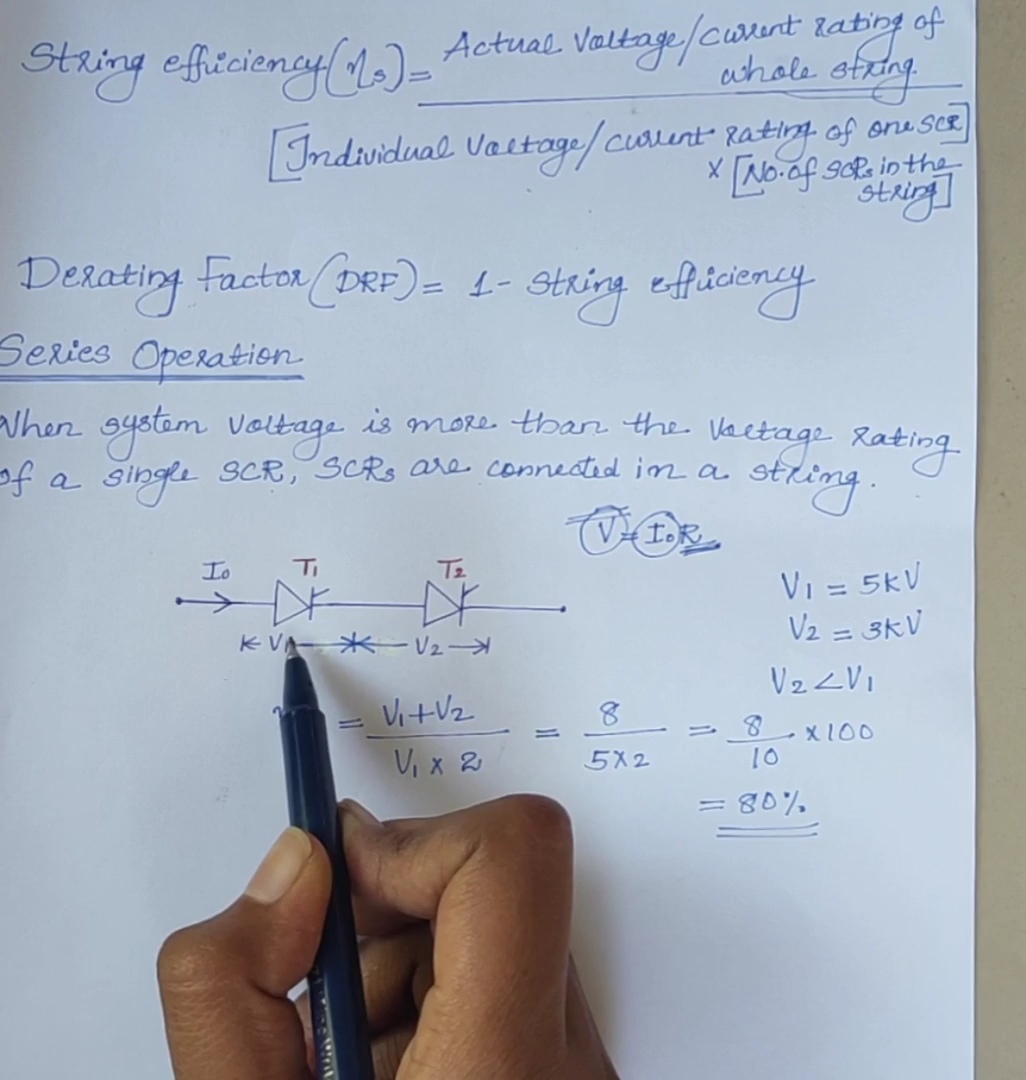 String efficiency (ηs) = Actual Voltage/current rating of
whole string
[Individual Voltage/current rating of one SCR]
x [No. of SCRs in the
string]
Derating Factor (DRF) = 1 - String efficiency
Series Operation
When system voltage is more than the Voltage rating
of a single SCR, SCRs are connected in a string.
V = I₀R
I₀ T₁ T₂
V₁ V₂
V₁ = 5kV
V₂ = 3kV
V₂ < V₁
= V₁+V₂ / V₁ x 2 = 8 / 5x2 = 8 / 10 x 100
= 80%